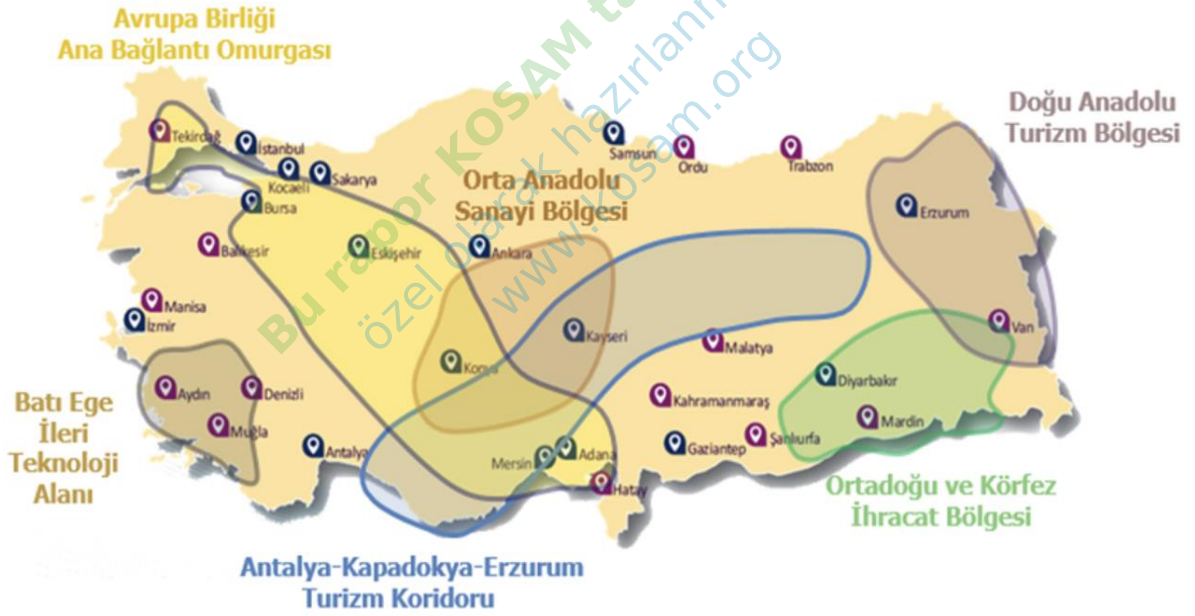 Avrupa Birliği
Ana Bağlantı Omurgası
Bu rapor KOSAM ta
özel olarak hazırlanm
www.kosam.org
Doğu Anadolu
Turizm Bölgesi
Tekirdağ
İstanbul
Kocaeli
Sakarya
Bursa
Samsun
Ordu
Trabzon
Orta Anadolu
Sanayi Bölgesi
Erzurum
Balıkesir
Eskişehir
Ankara
Manisa
İzmir
Kayseri
Van
Malatya
Konya
Diyarbakır
Aydın
Denizli
Kahramanmaraş
Mardin
Muğla
Batı Ege
İleri
Teknoloji
Alanı
Antalya
Mersin
Adana
Gaziantep
Şanlıurfa
Hatay
Ortadoğu ve Körfez
İhracat Bölgesi
Antalya-Kapadokya-Erzurum
Turizm Koridoru